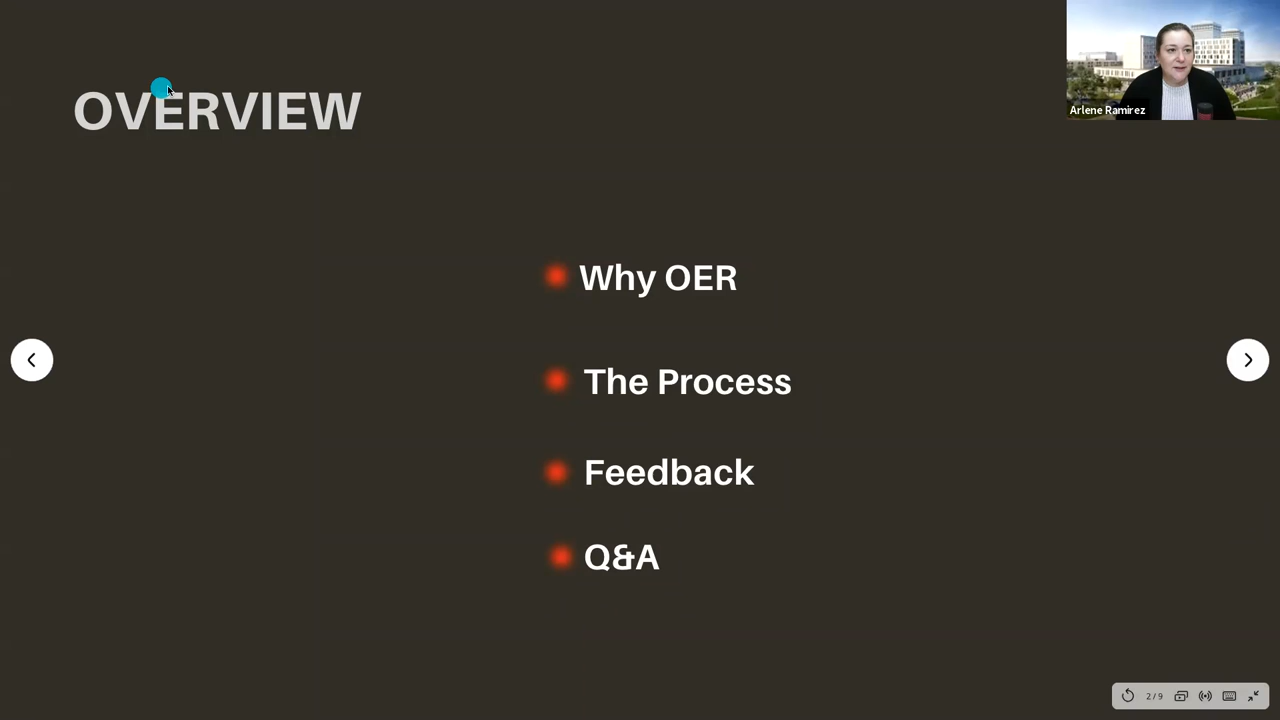 OVERVIEW
Arlene Ramirez
Why OER
The Process
Feedback
Q&A
2/9